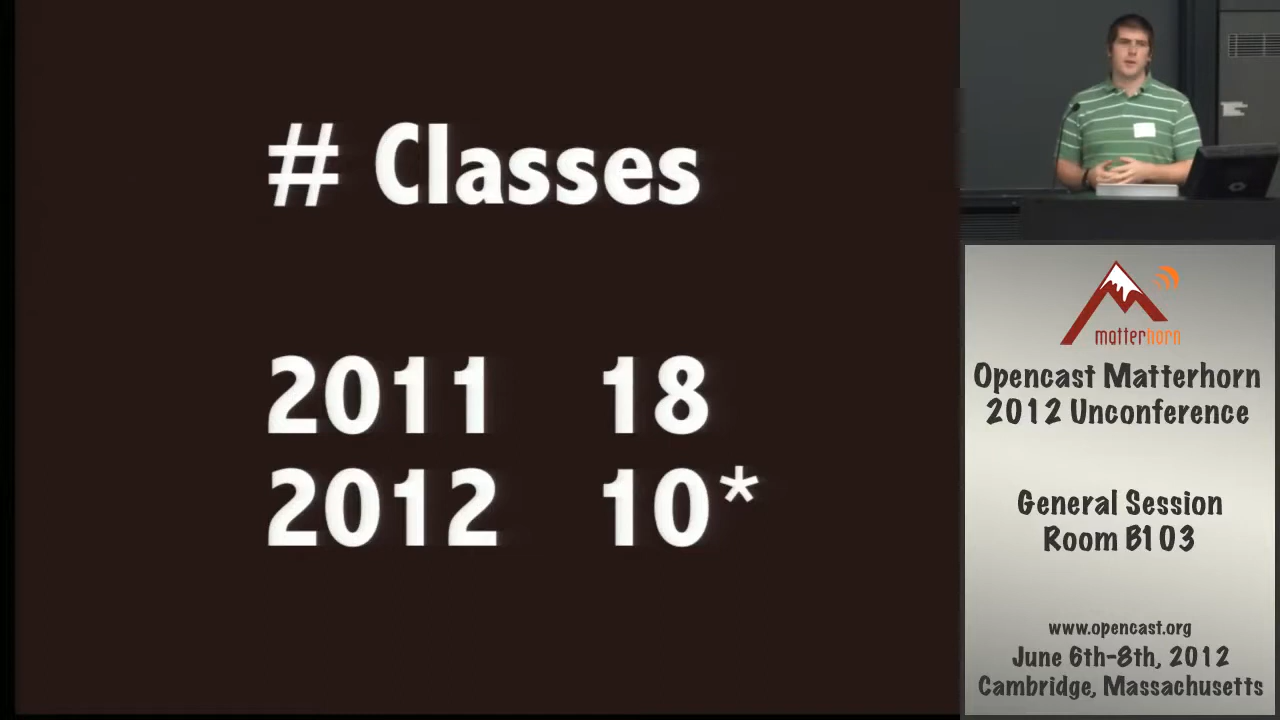 # Classes
2011 18
2012 10*
matterhorn
Opencast Matterhorn
2012 Unconference
General Session
Room B103
www.opencast.org
June 6th-8th, 2012
Cambridge, Massachusetts